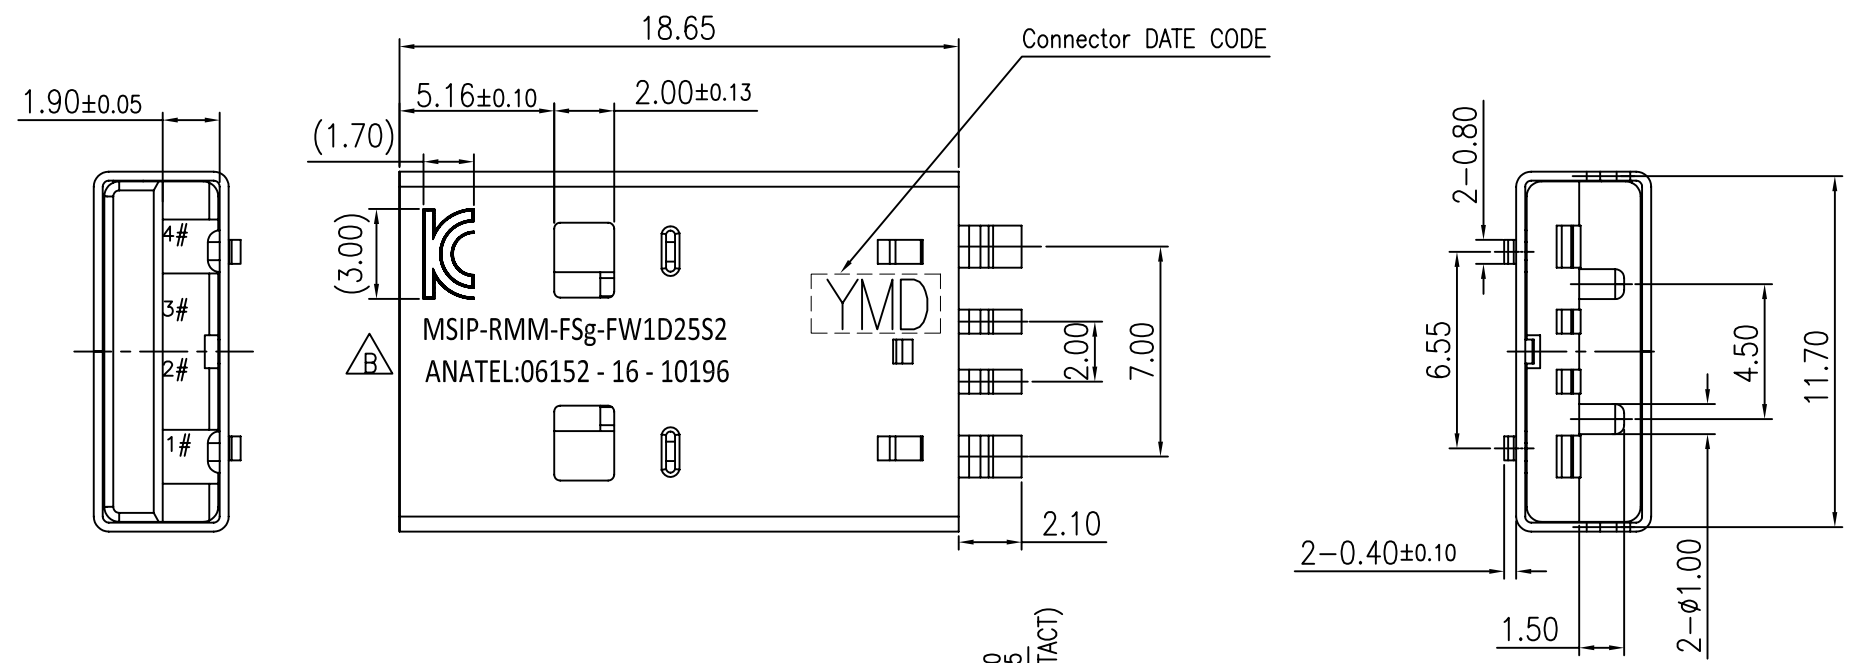 18.65
Connector DATE CODE
1.90±0.05
5.16±0.10
2.00±0.13
(1.70)
2-0.80
4#
3#
2#
1#
(3.00)
KC
YMD
MSIP-RMM-FSg-FW1D25S2
ANATEL:06152 - 16 - 10196
B
2.00
7.00
6.55
4.50
11.70
2.10
2-0.40±0.10
2-ø1.00
1.50
TACT)